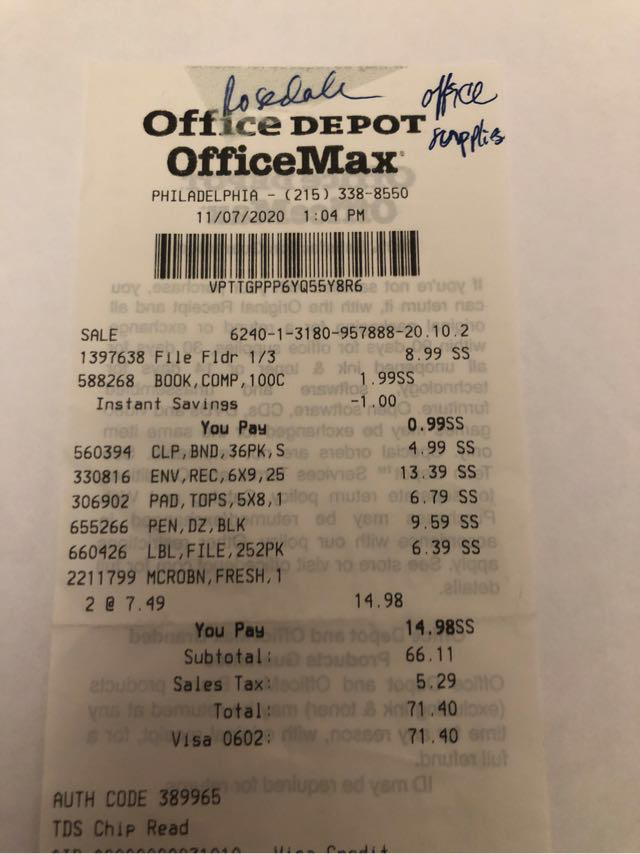 Rosedale
office
supplies
Office DEPOT
OfficeMax
PHILADELPHIA - (215) 338-8550
11/07/2020 1:04 PM
VPTTGPPP6YQ55Y8R6
SALE 6240-1-3180-957888-20.10.2
1397638 File Fldr 1/3 8.99 SS
588268 BOOK,COMP,100C 1.99SS
Instant Savings -1.00
You Pay 0.99SS
560394 CLP,BND,36PK,S 4.99 SS
330816 ENV,REC,6X9,25 13.39 SS
306902 PAD,TOPS,5X8,1 6.79 SS
655266 PEN,DZ,BLK 9.59 SS
660426 LBL,FILE,252PK 6.39 SS
2211799 MCROBN,FRESH,1
2 @ 7.49 14.98
You Pay 14.98SS
Subtotal: 66.11
Sales Tax: 5.29
Total: 71.40
Visa 0602: 71.40
AUTH CODE 389965
TDS Chip Read
Visa Credit